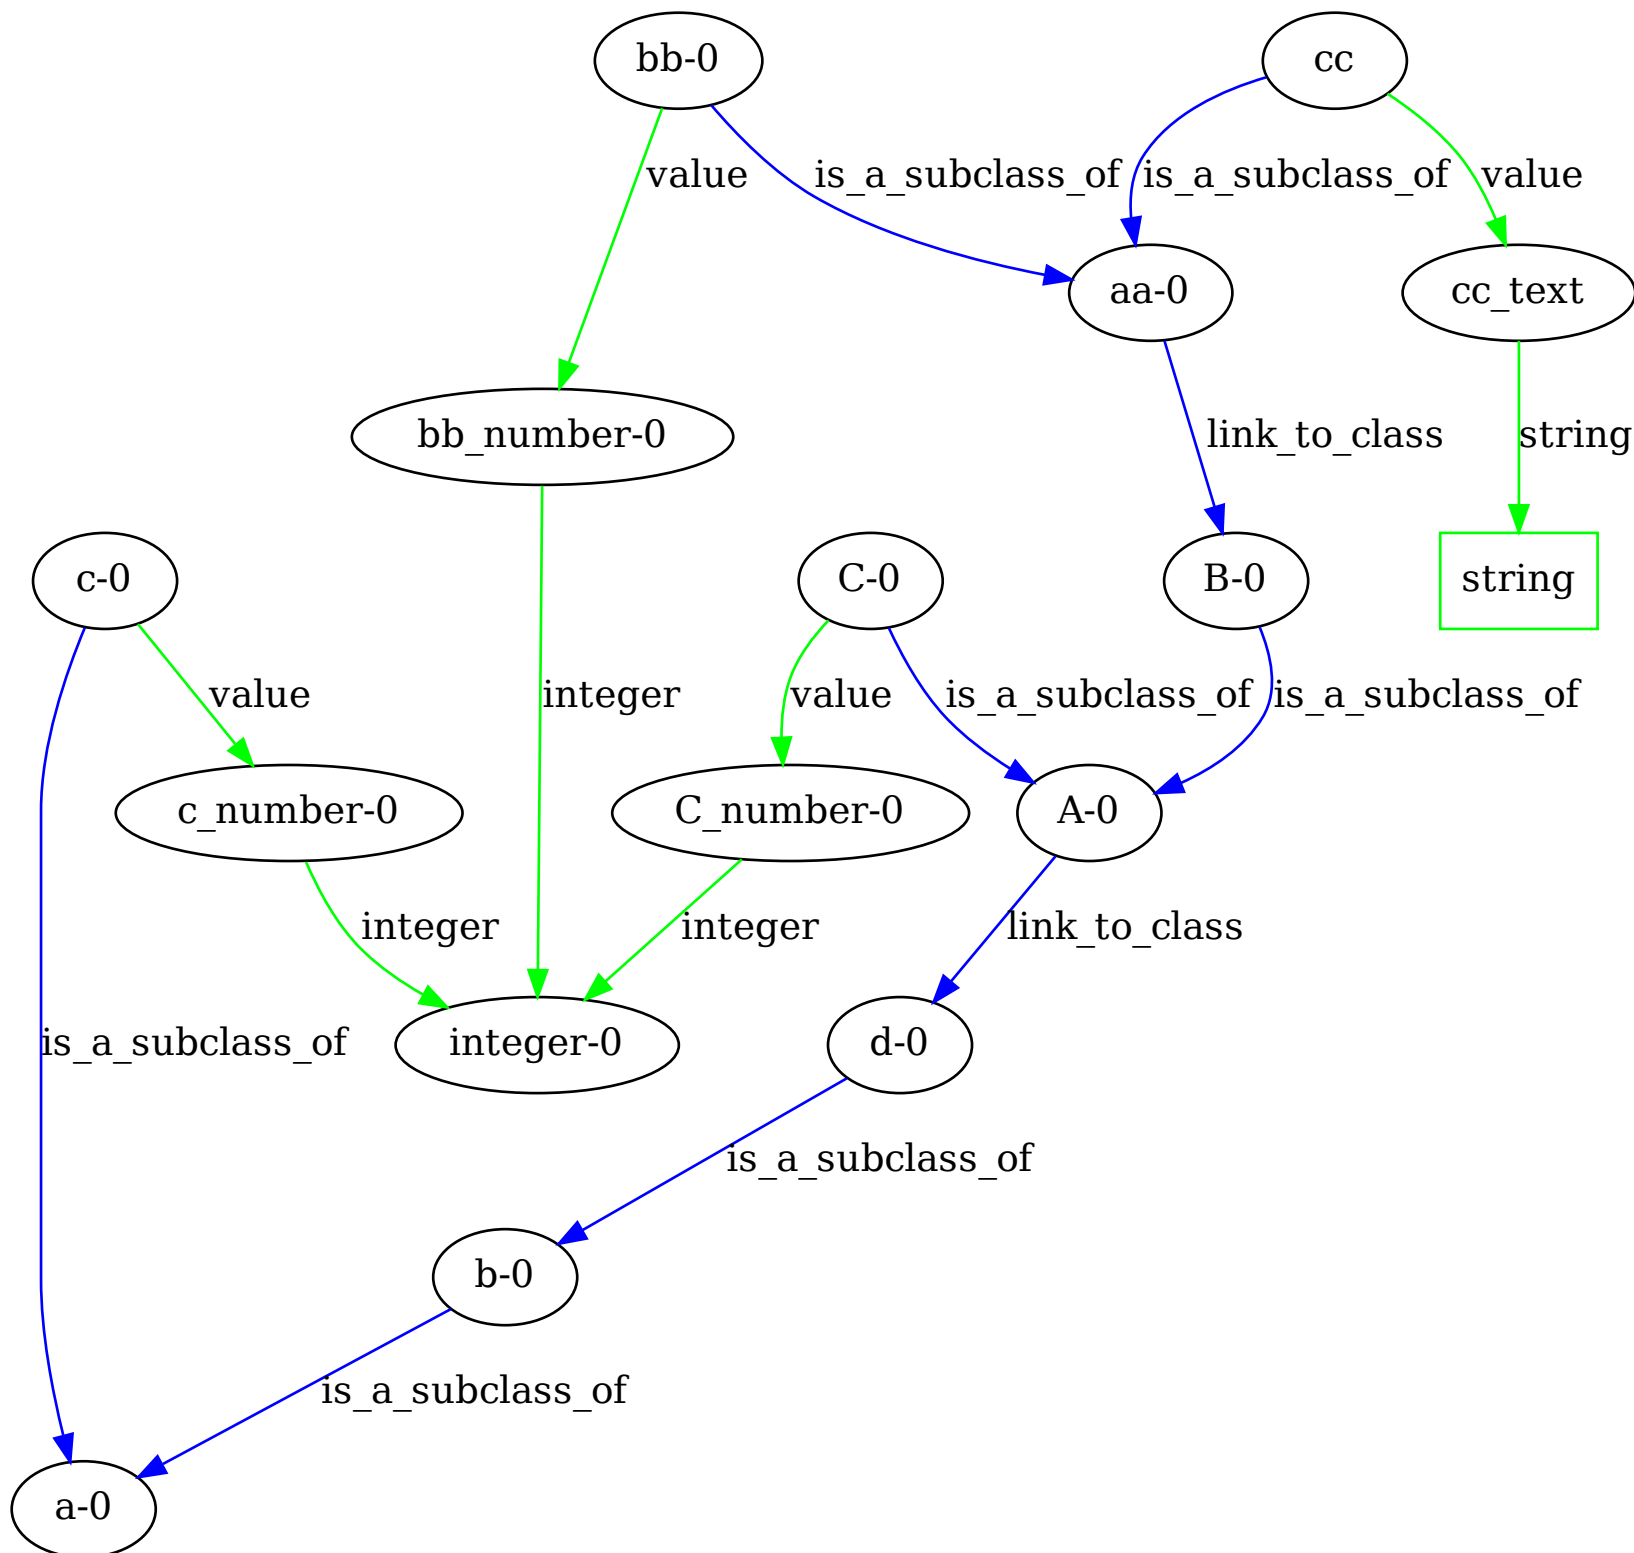 bb-0
cc
value
is_a_subclass_of
is_a_subclass_of
value
aa-0
cc_text
bb_number-0
link_to_class
string
c-0
C-0
B-0
string
value
integer
value
is_a_subclass_of
is_a_subclass_of
c_number-0
C_number-0
A-0
integer
integer
link_to_class
is_a_subclass_of
integer-0
d-0
is_a_subclass_of
b-0
is_a_subclass_of
a-0